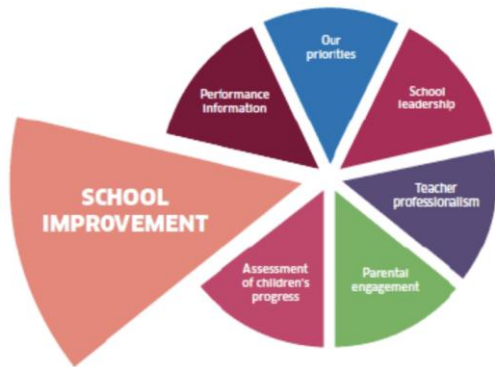 Our
priorities
School
leadership
Teacher
professionalism
Parental
engagement
Assessment
of children's
progress
SCHOOL
IMPROVEMENT
Performance
information